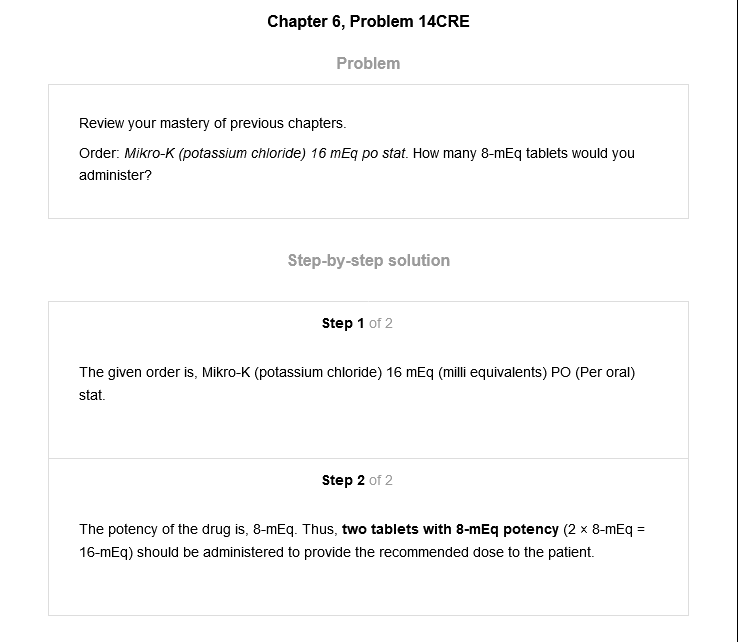 Chapter 6, Problem 14CRE
Problem
Review your mastery of previous chapters.
Order: Mikro-K (potassium chloride) 16 mEq po stat. How many 8-mEq tablets would you
administer?
Step-by-step solution
Step 1 of 2
The given order is, Mikro-K (potassium chloride) 16 mEq (milli equivalents) PO (Per oral)
stat.
Step 2 of 2
The potency of the drug is, 8-mEq. Thus, two tablets with 8-mEq potency (2 × 8-mEq =
16-mEq) should be administered to provide the recommended dose to the patient.